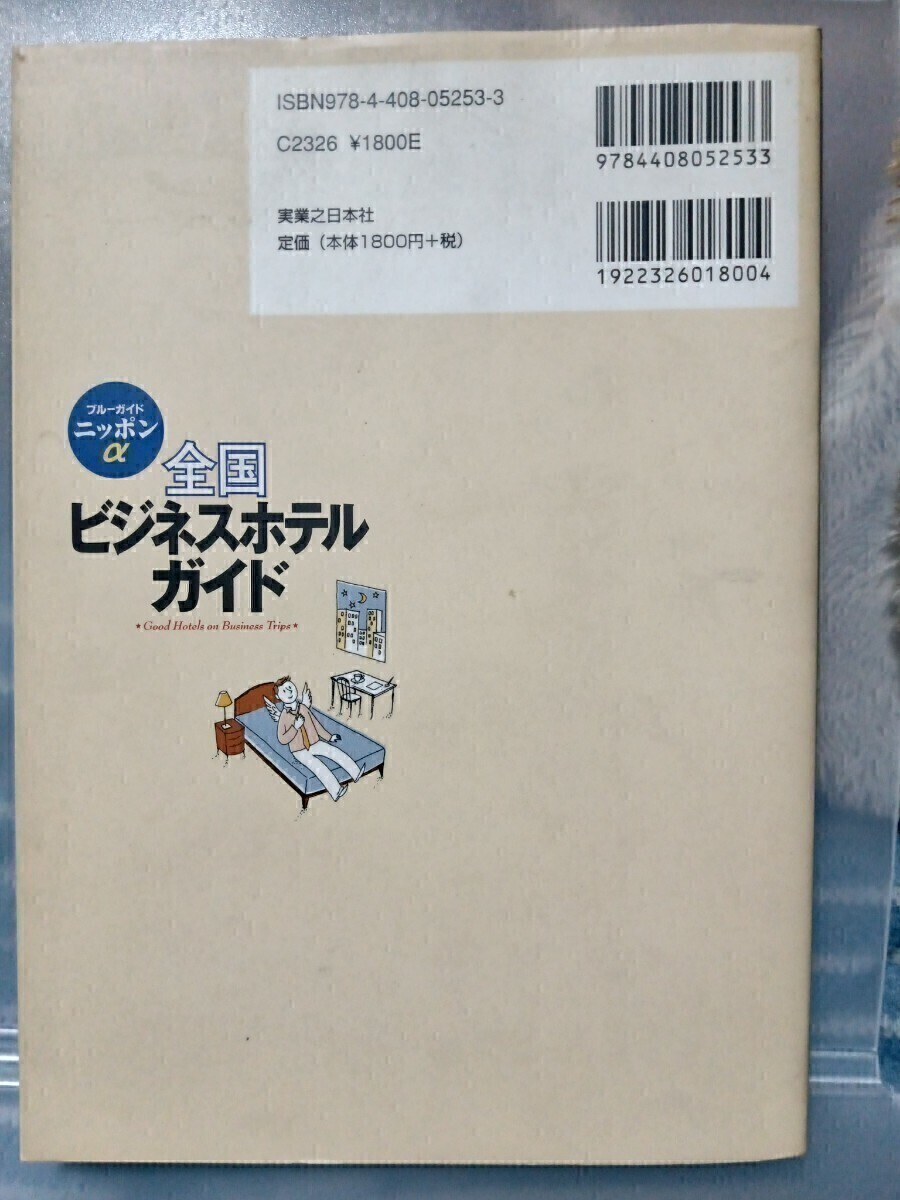 ISBN978-4-408-05253-3
C2326 ¥1800E
9784408052533
実業之日本社
定価（本体1800円+税）
1922326018004
ブルーガイド
ニッポン
α
全国
ビジネスホテル
ガイド
★Good Hotels on Business Trips★